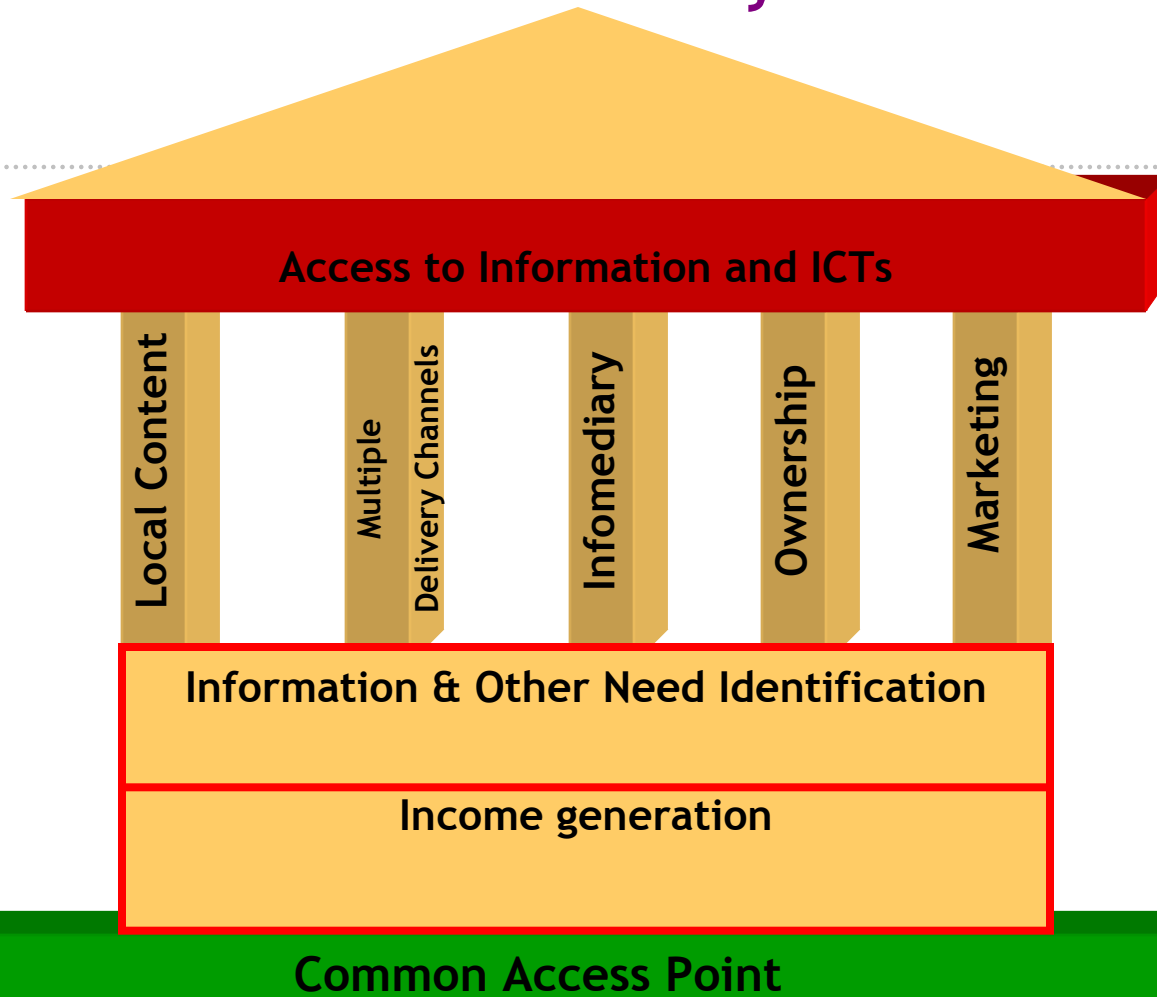 Access to Information and ICTs
Local Content
Multiple
Delivery Channels
Infomediary
Ownership
Marketing
Information & Other Need Identification
Income generation
Common Access Point